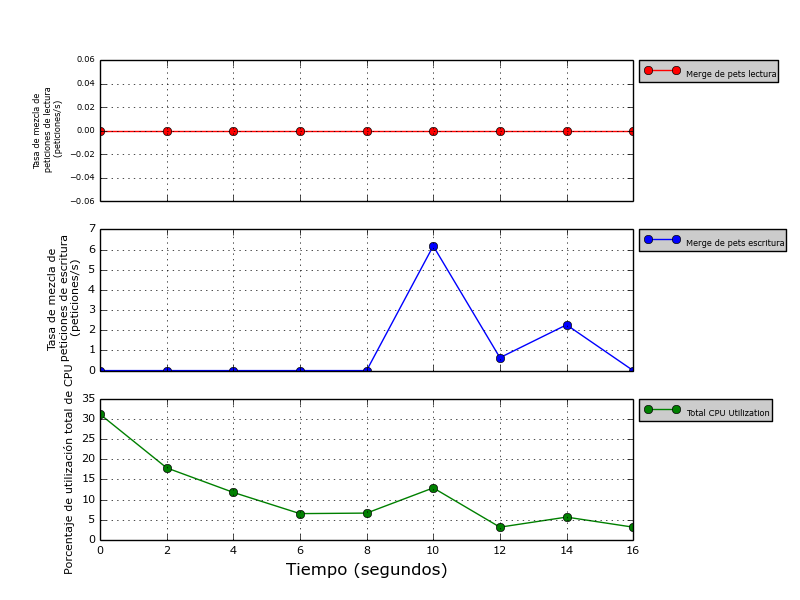 0.06
0.04
0.02
0.00
−0.02
−0.04
−0.06
Tasa de mezcla de
peticiones de lectura
(peticiones/s)
Merge de pets lectura
7
6
5
4
3
2
1
0
Tasa de mezcla de
peticiones de escritura
(peticiones/s)
Merge de pets escritura
35
30
25
20
15
10
5
0
Porcentaje de utilización total de CPU
Total CPU Utilization
0 2 4 6 8 10 12 14 16
Tiempo (segundos)